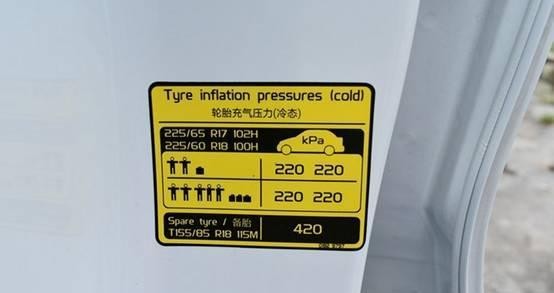 Tyre inflation pressures (cold)
轮胎充气压力(冷态)
225/65 R17 102H
225/60 R18 100H
kPa
220 220
220 220
Spare tyre / 备胎
T155/85 R18 115M
420